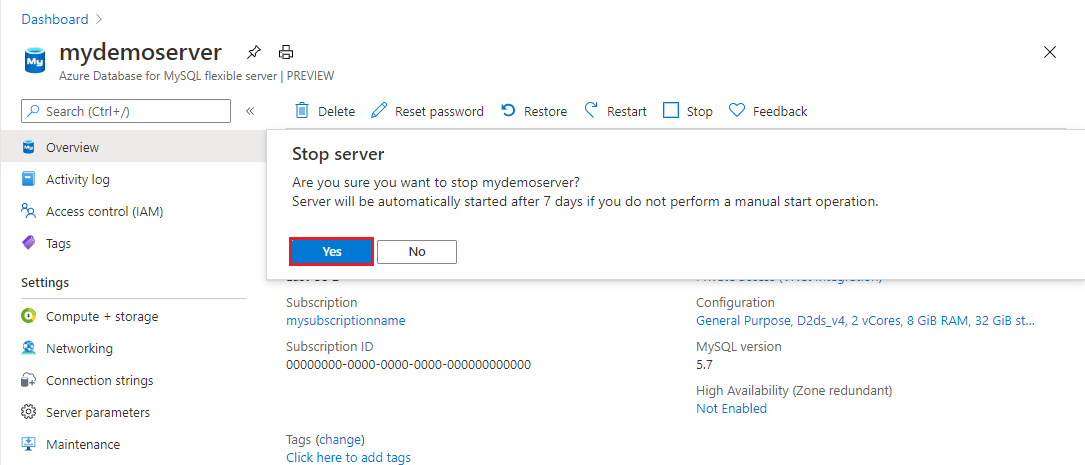 Dashboard >
mydemoserver
Azure Database for MySQL flexible server | PREVIEW
Search (Ctrl+/)
«
Delete
Reset password
Restore
Restart
Stop
Feedback
My
Overview
Activity log
Access control (IAM)
Tags
Settings
Compute + storage
Networking
Connection strings
Server parameters
Maintenance
Stop server
Are you sure you want to stop mydemoserver?
Server will be automatically started after 7 days if you do not perform a manual start operation.
Yes
No
Subscription
mysubscriptionname
Subscription ID
00000000-0000-0000-0000-000000000000
Tags (change)
Click here to add tags
Private access (VNet Integration)
Configuration
General Purpose, D2ds_v4, 2 vCores, 8 GiB RAM, 32 GiB st...
MySQL version
5.7
High Availability (Zone redundant)
Not Enabled